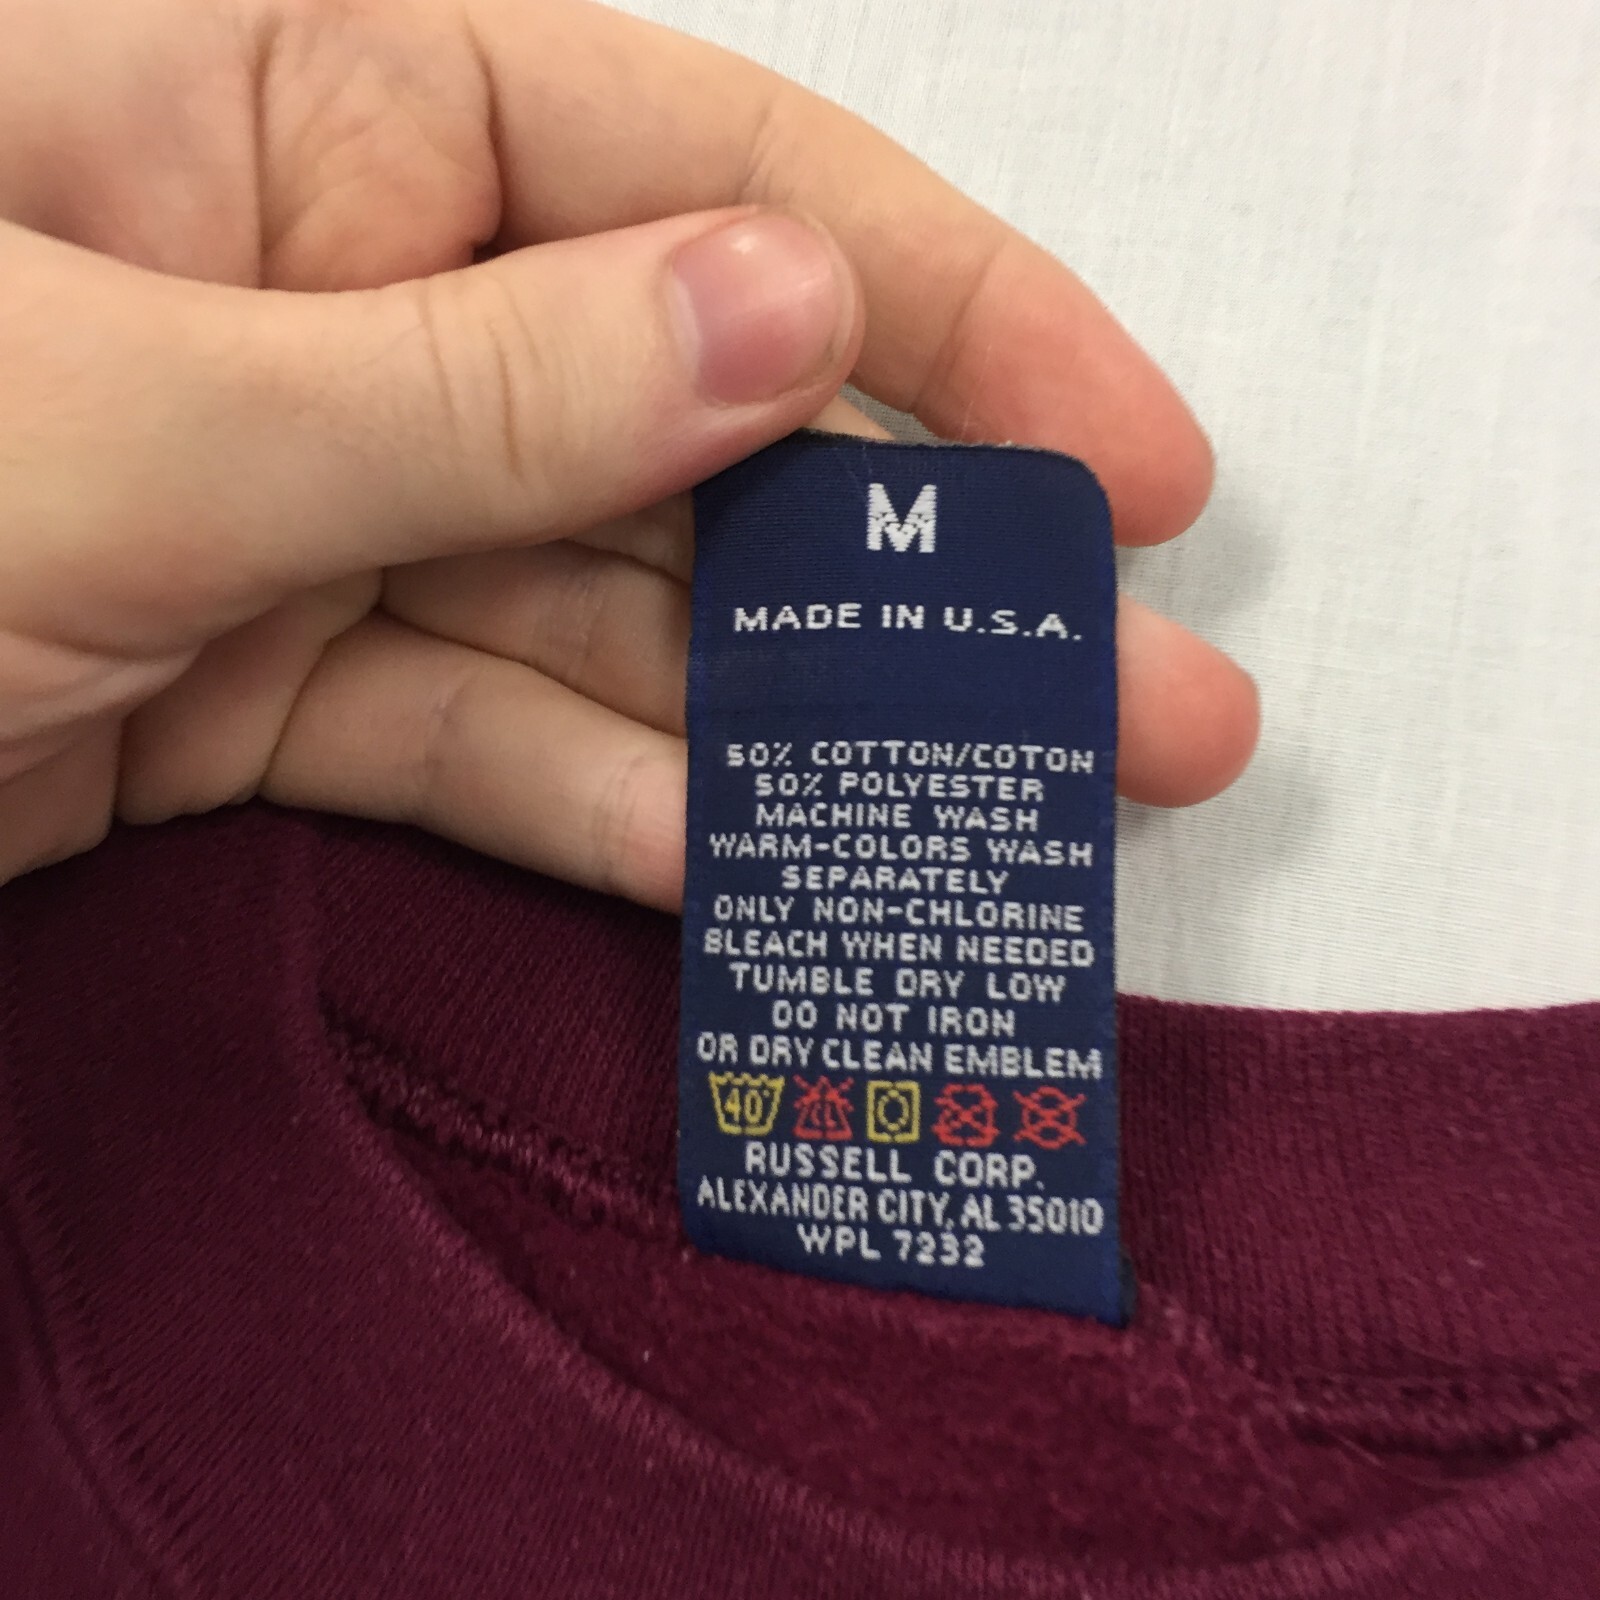 M
MADE IN U.S.A.
50% COTTON/COTON
50% POLYESTER
MACHINE WASH
WARM-COLORS WASH
SEPARATELY
ONLY NON-CHLORINE
BLEACH WHEN NEEDED
TUMBLE DRY LOW
DO NOT IRON
OR DRY CLEAN EMBLEM
40° CL
RUSSELL CORP.
ALEXANDER CITY, AL 35010
WPL 7232